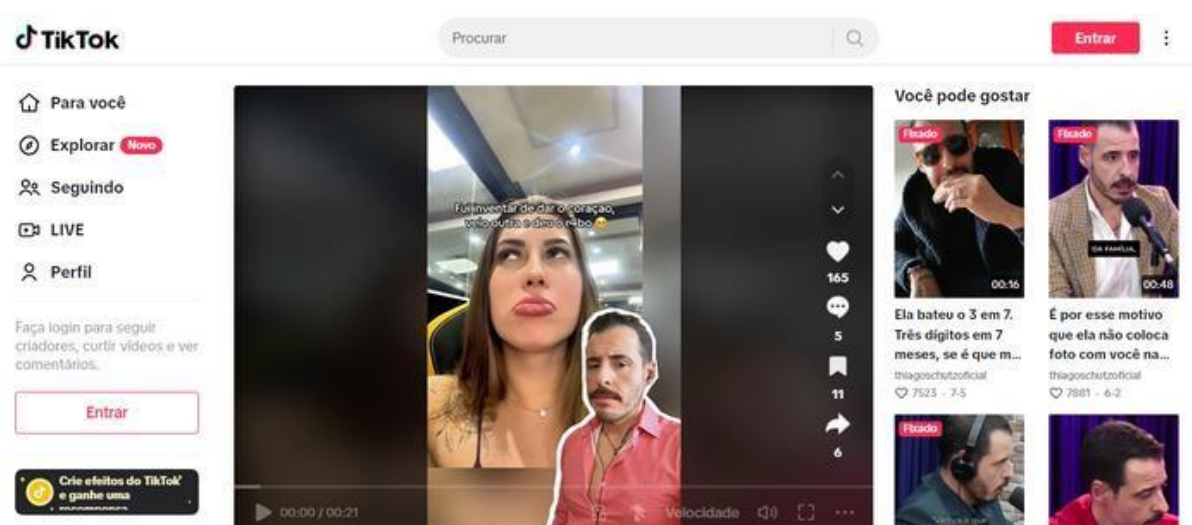 TikTok
Procurar
Entrar
Para você
Explorar Novo
Seguindo
LIVE
Perfil
Faça login para seguir
criadores, curtir vídeos e ver
comentários.
Entrar
Crie efeitos do TikTok
e ganhe uma
Fui inventar de dar o coração,
veio outra e deu o r4bo
165
5
11
6
00:00 / 00:21
Velocidade
Você pode gostar
Fixado
00:16
Ela bateu o 3 em 7.
Três dígitos em 7
meses, se é que m...
thiagoschutzoficial
7523 - 7-5
Fixado
DA FAMÍLIA,
00:48
É por esse motivo
que ela não coloca
foto com você na...
thiagoschutzoficial
7881 - 6-2
Fixado